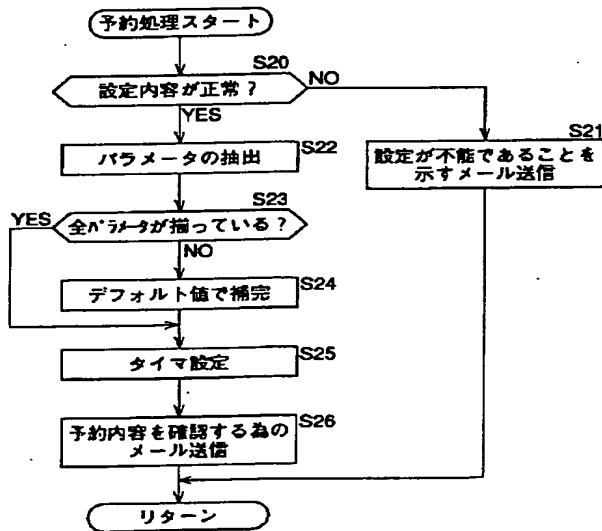 予約処理スタート
S20
設定内容が正常？
NO
YES
S21
設定が不能であることを
示すメール送信
S22
パラメータの抽出
S23
YES
全パラメータが揃っている？
NO
S24
デフォルト値で補完
S25
タイマ設定
S26
予約内容を確認する為の
メール送信
リターン